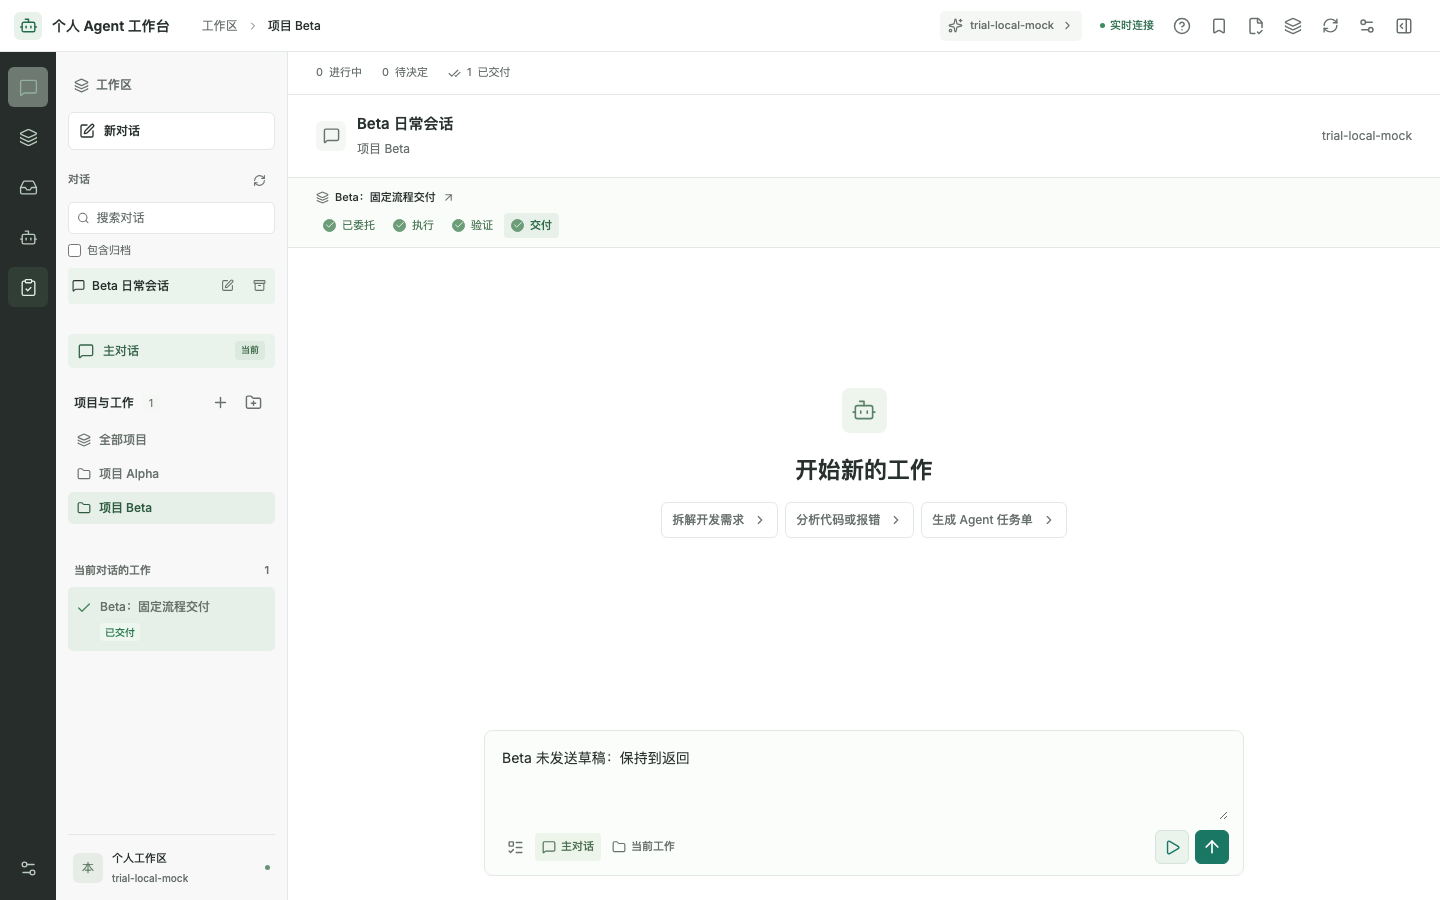 个人 Agent 工作台
工作区 > 项目 Beta
trial-local-mock
实时连接
0 进行中 0 待决定 1 已交付
工作区
新对话
对话
搜索对话
包含归档
Beta 日常会话
主对话 当前
项目与工作 1
全部项目
项目 Alpha
项目 Beta
当前对话的工作 1
Beta：固定流程交付
已交付
本
个人工作区
trial-local-mock
Beta 日常会话
项目 Beta
trial-local-mock
Beta：固定流程交付
已委托 执行 验证 交付
开始新的工作
拆解开发需求 分析代码或报错 生成 Agent 任务单
Beta 未发送草稿：保持到返回
主对话 当前工作